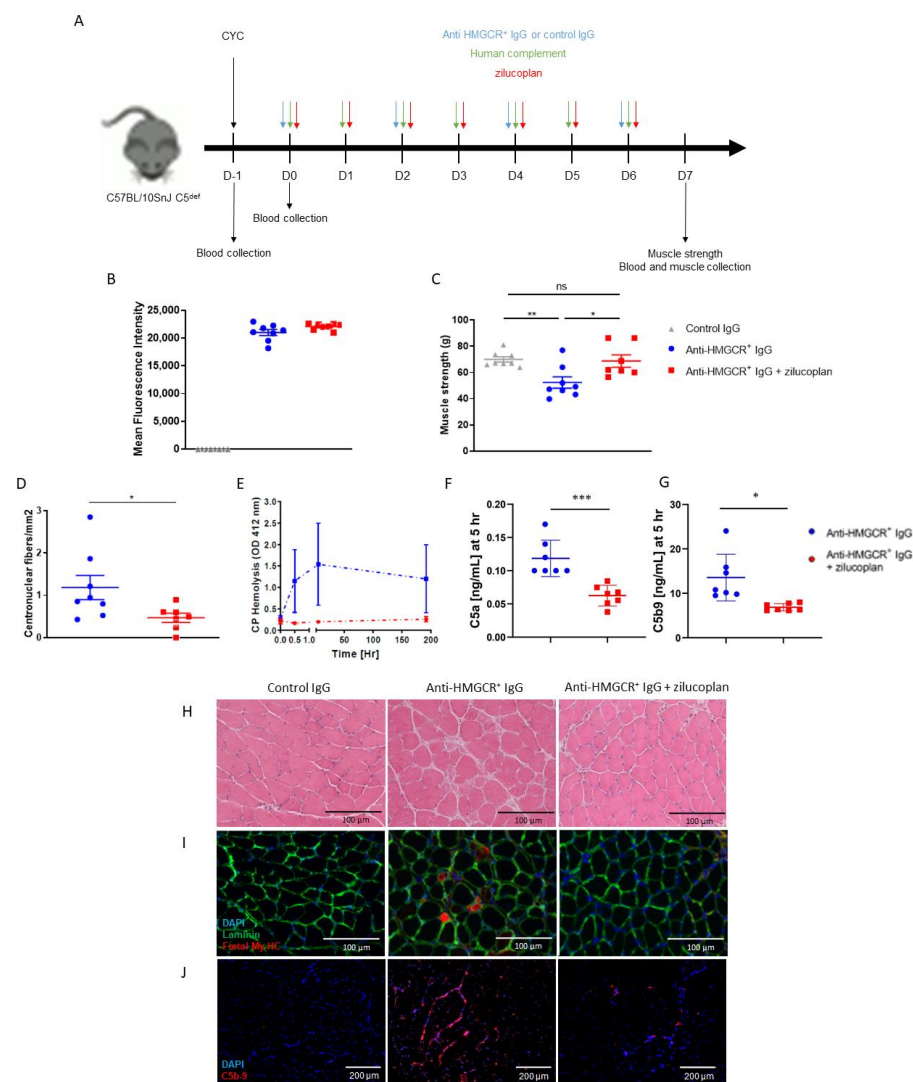 A
CYC
Anti HMGCR⁺ IgG or control IgG
Human complement
zilucoplan
D-1 D0 D1 D2 D3 D4 D5 D6 D7
C57BL/10SnJ C5ᵈᵉᶠ
Blood collection
Blood collection
Muscle strength
Blood and muscle collection
B
Mean Fluorescence Intensity
25,000
20,000
15,000
10,000
5,000
0
C
ns
** *
Muscle strength (g)
100
80
60
40
20
0
Control IgG
Anti-HMGCR⁺ IgG
Anti-HMGCR⁺ IgG + zilucoplan
D
*
Centronuclear fibers/mm2
3
2
1
0
E
CP Hemolysis (OD 412 nm)
3.0
2.5
2.0
1.5
1.0
0.5
0.0
0.0 0.5 1.0 50 100 150 200
Time [Hr]
F
***
C5a [ng/mL] at 5 hr
0.20
0.15
0.10
0.05
0.00
G
*
C5b9 [ng/mL] at 5 hr
30
20
10
0
Anti-HMGCR⁺ IgG
Anti-HMGCR⁺ IgG
+ zilucoplan
Control IgG Anti-HMGCR⁺ IgG Anti-HMGCR⁺ IgG + zilucoplan
H
100 µm 100 µm 100 µm
I
DAPI
Laminin
Foetal My HC
100 µm 100 µm 100 µm
J
DAPI
C5b-9
200 µm 200 µm 200 µm